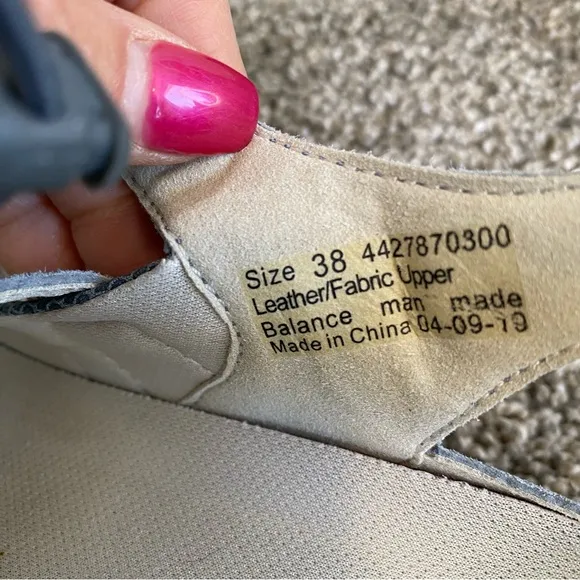 Size 38 4427870300
Leather/Fabric Upper
Balance man made
Made in China 04-09-19